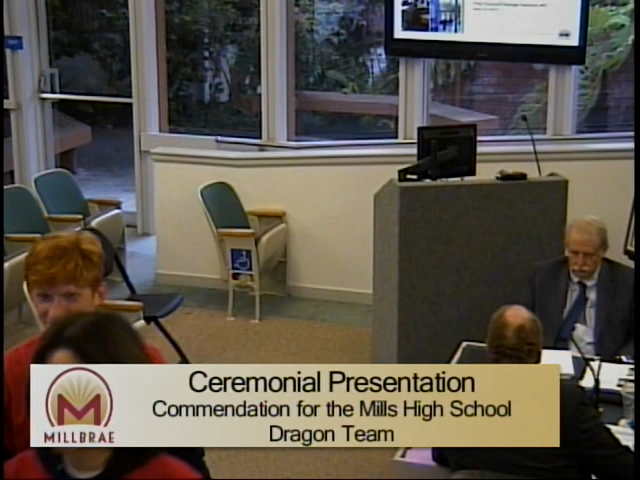 Ceremonial Presentation
Commendation for the Mills High School
Dragon Team
M
MILLBRAE